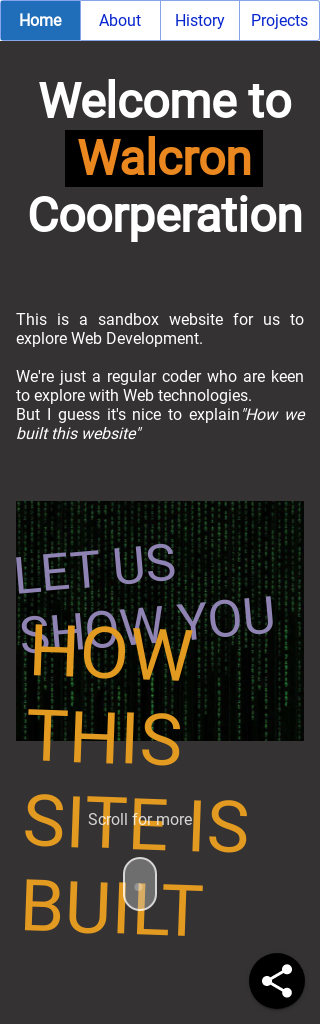 Home About History Projects
Welcome to
Walcron
Coorperation
This is a sandbox website for us to
explore Web Development.
We're just a regular coder who are keen
to explore with Web technologies.
But I guess it's nice to explain"How we
built this website"
LET US
SHOW YOU
HOW
THIS
SITE IS
BUILT
Scroll for more